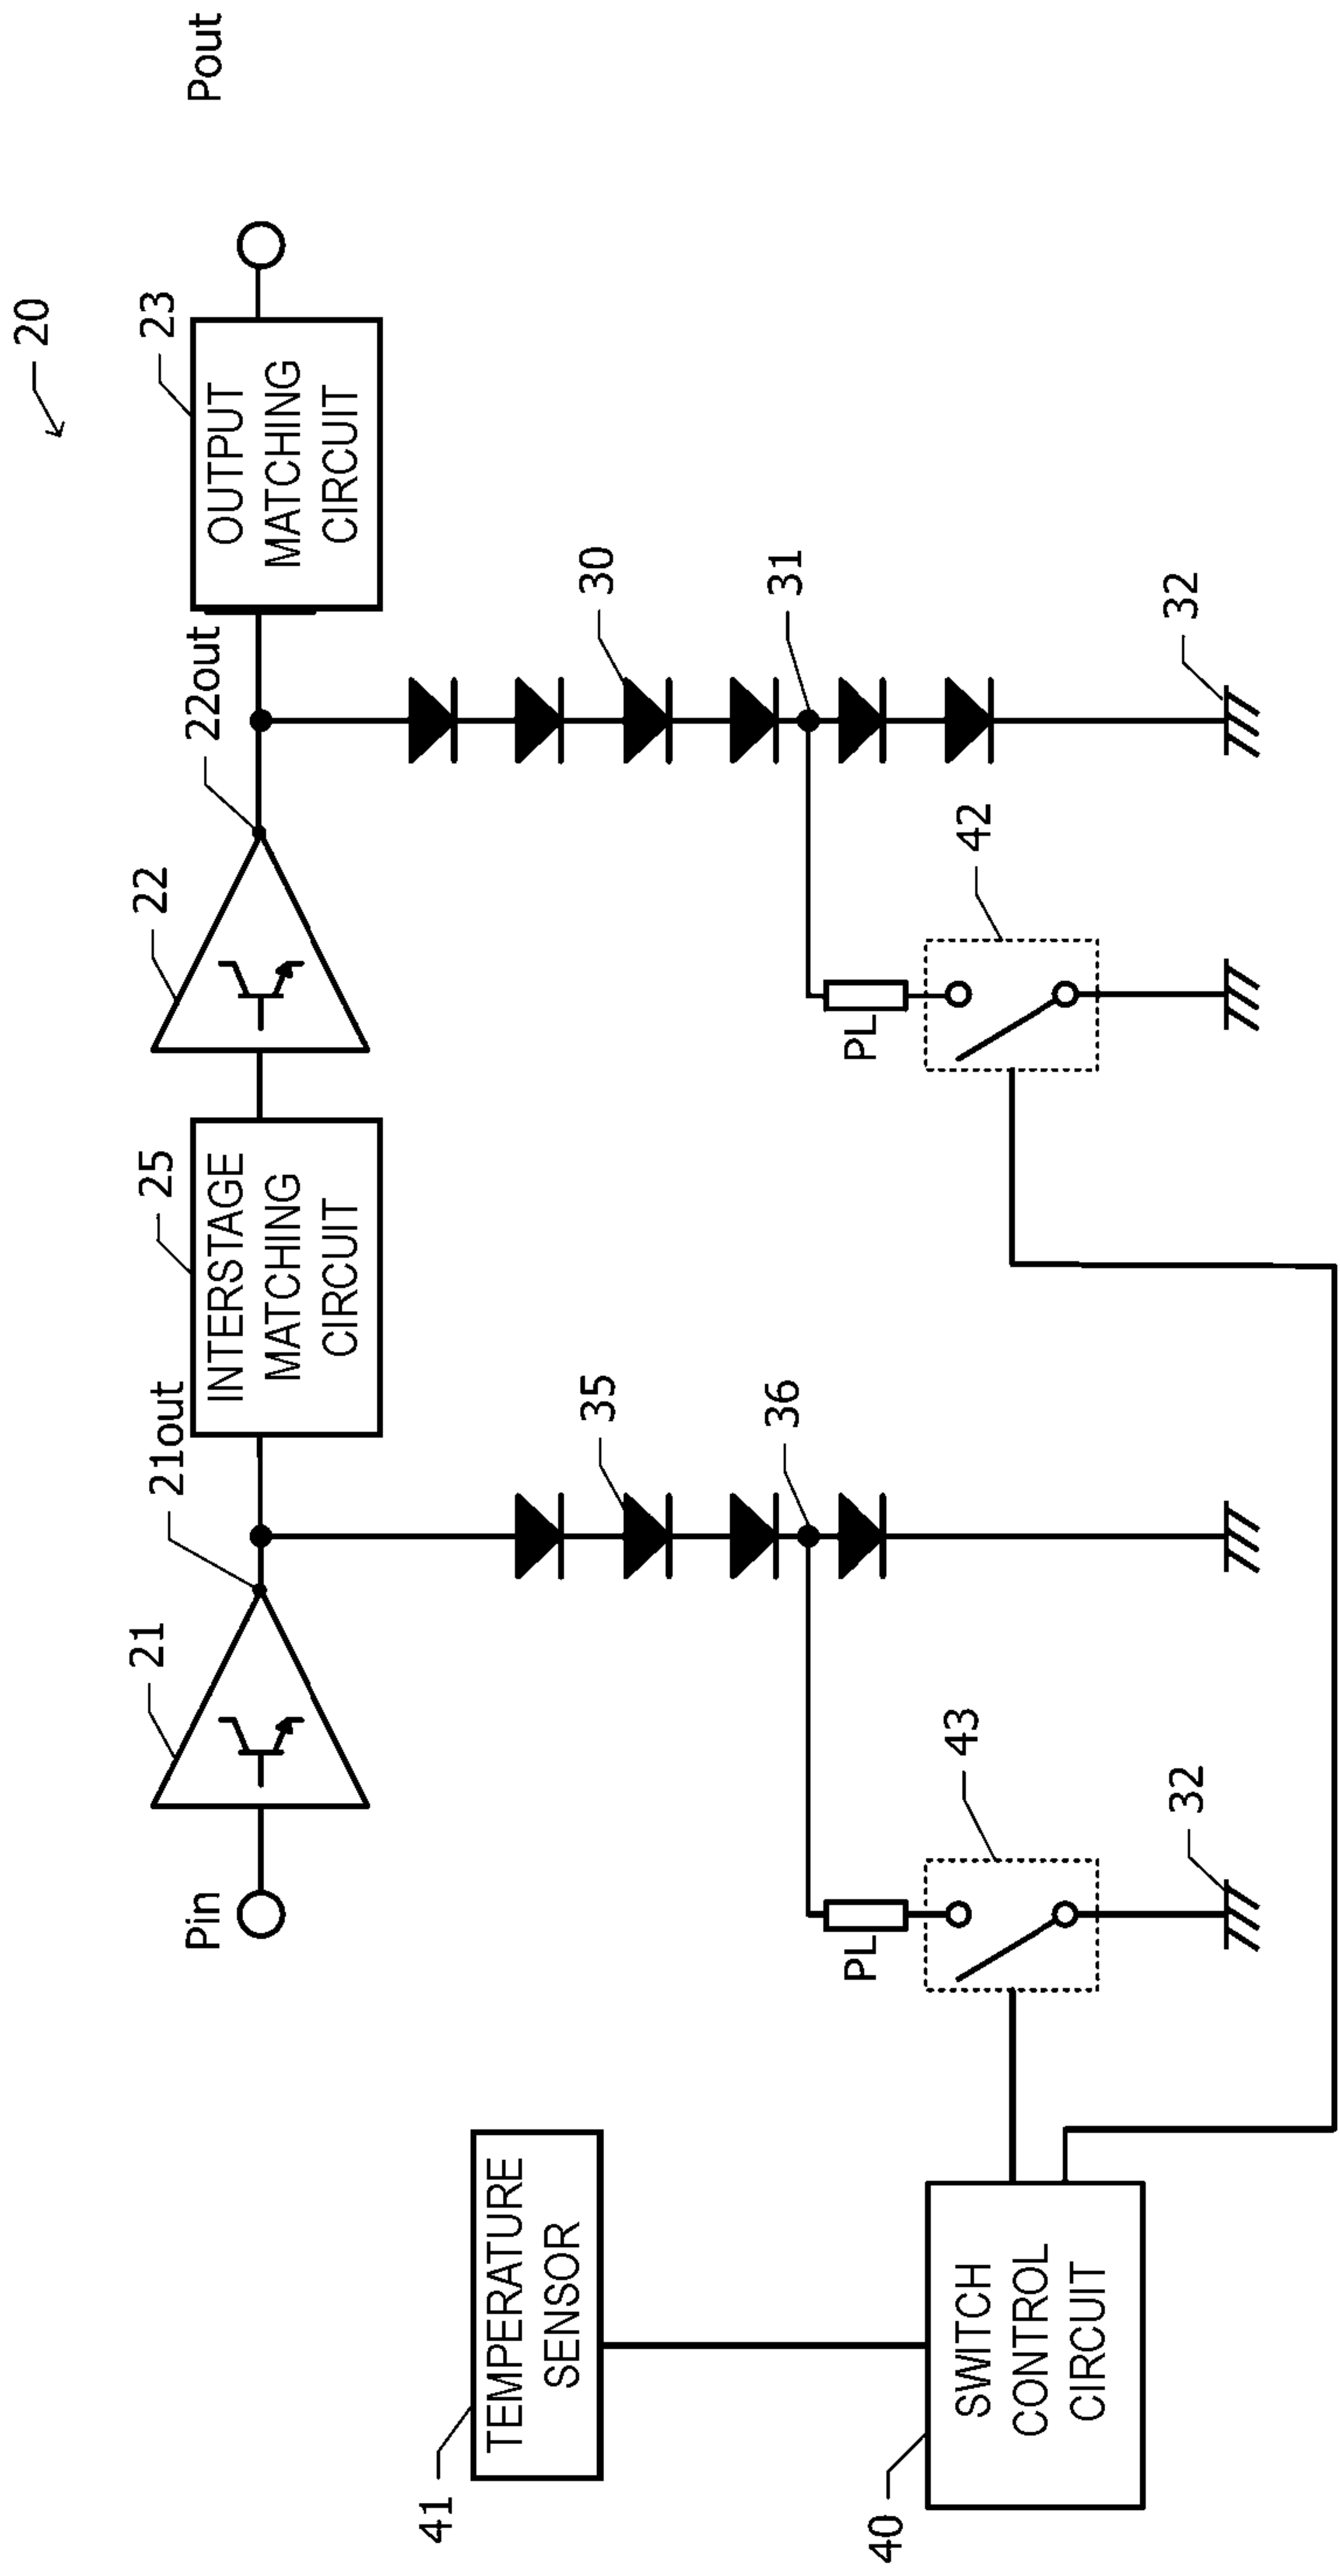 20
Pin
21
21out
25
INTERSTAGE
MATCHING
CIRCUIT
22
22out
23
OUTPUT
MATCHING
CIRCUIT
Pout
35
30
36
31
41
TEMPERATURE
SENSOR
PL
43
PL
42
32
32
40
SWITCH
CONTROL
CIRCUIT